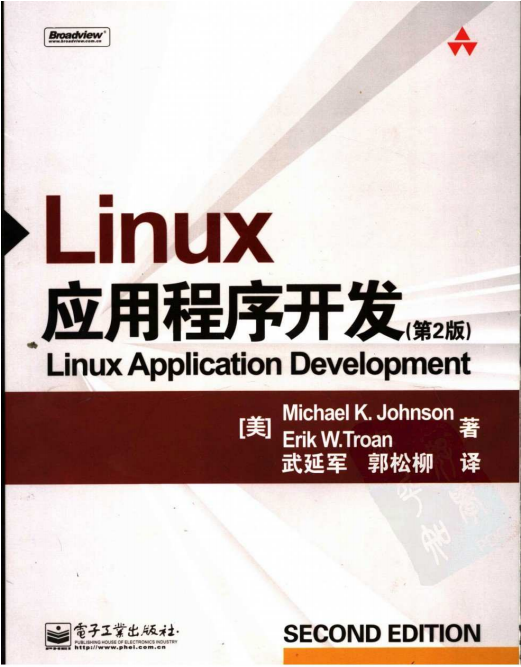 Broadview®
www.broadview.com.cn
Linux
应用程序开发(第2版)
Linux Application Development
[美] Michael K. Johnson
Erik W.Troan 著
武延军 郭松柳 译
电子工业出版社·
PUBLISHING HOUSE OF ELECTRONICS INDUSTRY
http://www.phei.com.cn
SECOND EDITION